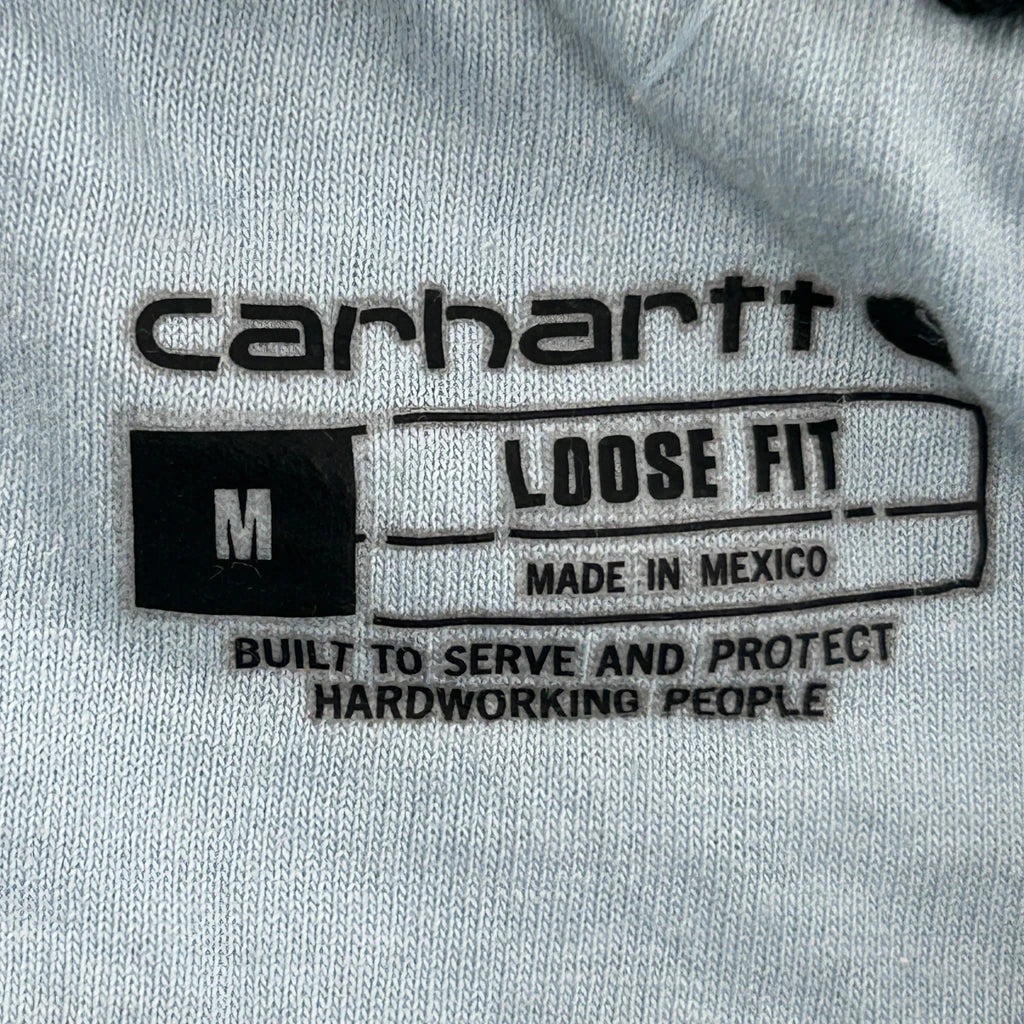 carhartt
M
LOOSE FIT
MADE IN MEXICO
BUILT TO SERVE AND PROTECT
HARDWORKING PEOPLE